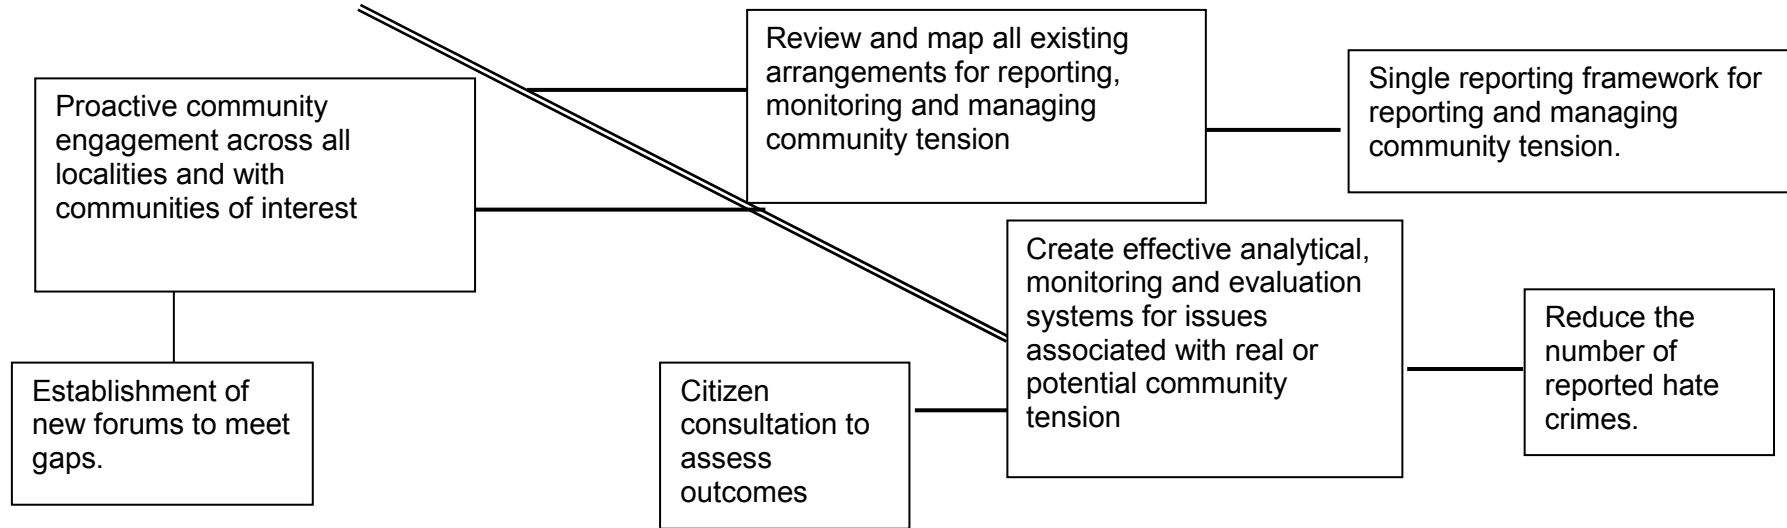 Review and map all existing
arrangements for reporting,
monitoring and managing
community tension
Single reporting framework for
reporting and managing
community tension.
Proactive community
engagement across all
localities and with
communities of interest
Create effective analytical,
monitoring and evaluation
systems for issues
associated with real or
potential community
tension
Reduce the
number of
reported hate
crimes.
Establishment of
new forums to meet
gaps.
Citizen
consultation to
assess
outcomes